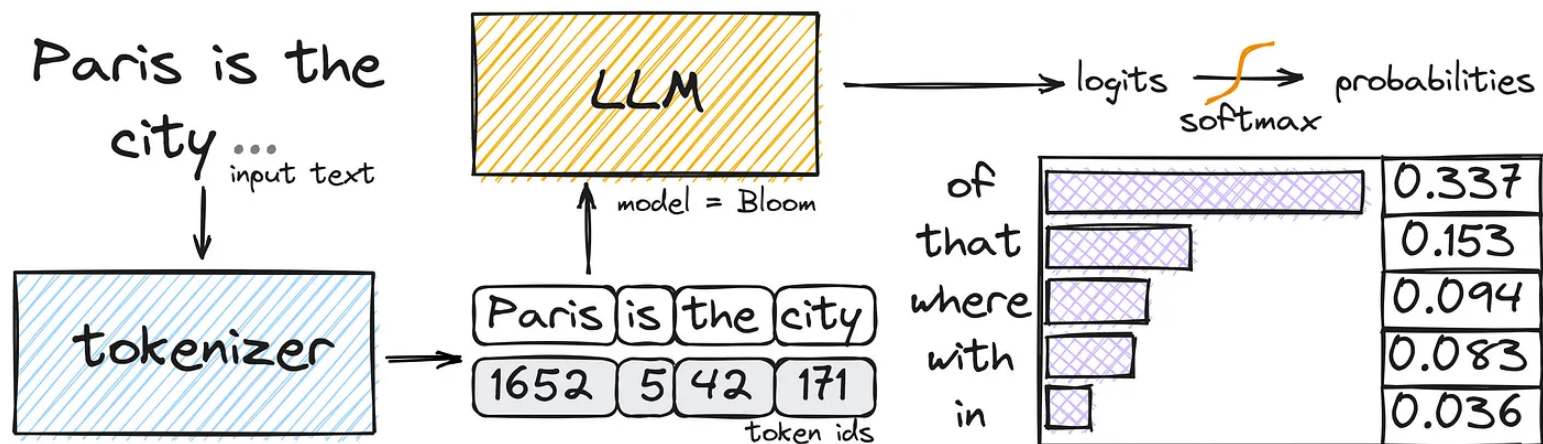 Paris is the
city ...
input text
tokenizer
Paris is the city
1652 5 42 171
token ids
LLM
model = Bloom
logits
softmax
probabilities
of 0.337
that 0.153
where 0.094
with 0.083
in 0.036